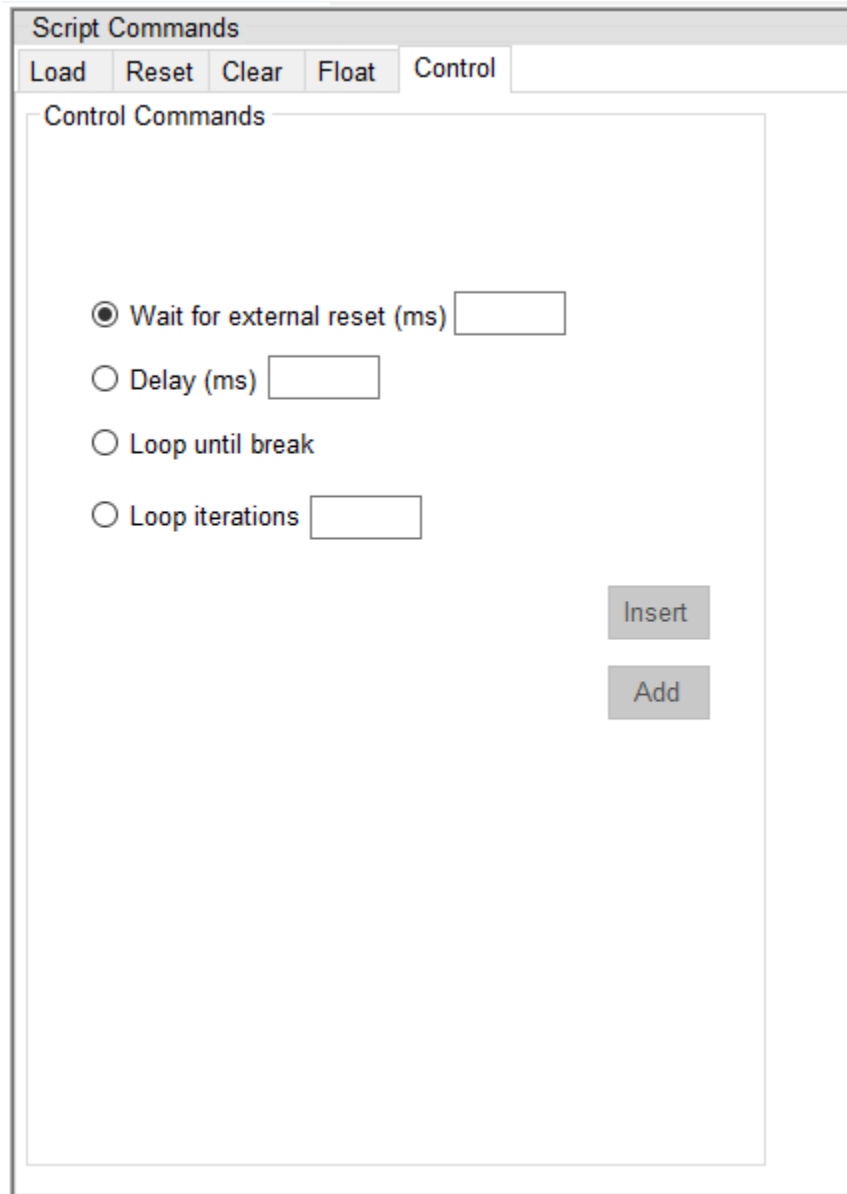 Script Commands
Load Reset Clear Float Control
Control Commands
Wait for external reset (ms)
Delay (ms)
Loop until break
Loop iterations
Insert
Add